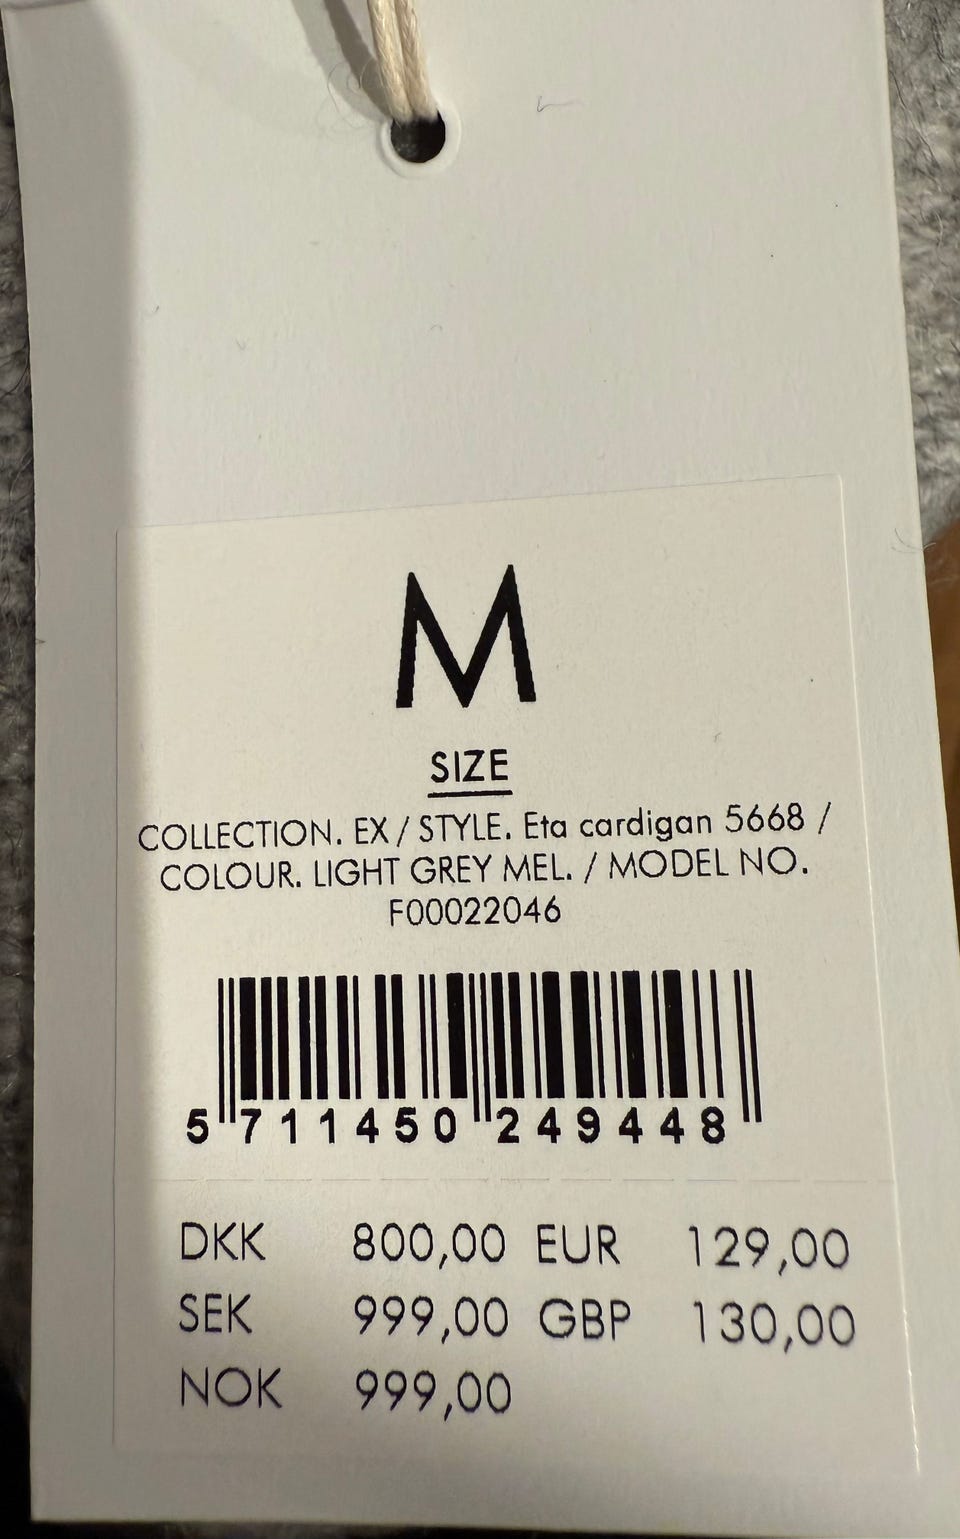 M
SIZE
COLLECTION. EX / STYLE. Eta cardigan 5668 /
COLOUR. LIGHT GREY MEL. / MODEL NO.
F00022046
5 711450 249448
DKK 800,00 EUR 129,00
SEK 999,00 GBP 130,00
NOK 999,00